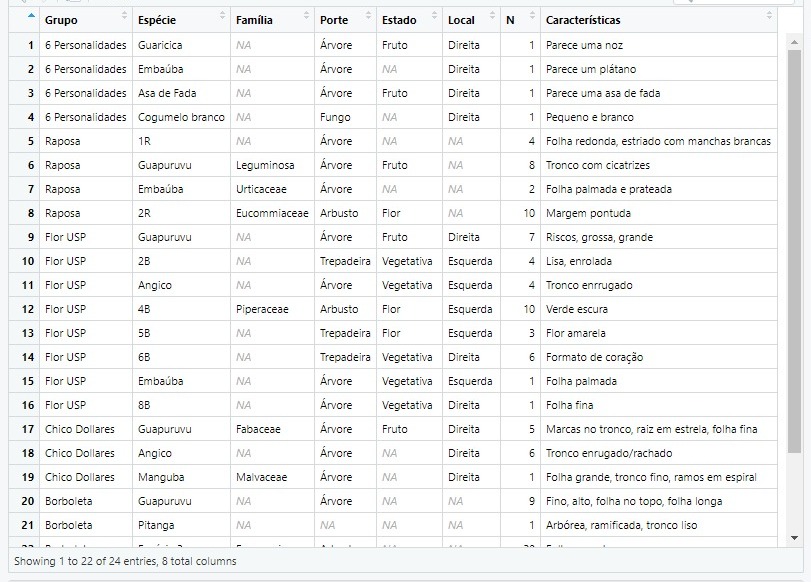 Grupo Espécie Família Porte Estado Local N Características
1 6 Personalidades Guaricica NA Árvore Fruto Direita 1 Parece uma noz
2 6 Personalidades Embaúba NA Árvore NA Direita 1 Parece um plátano
3 6 Personalidades Asa de Fada NA Árvore Fruto Direita 1 Parece uma asa de fada
4 6 Personalidades Cogumelo branco NA Fungo NA Direita 1 Pequeno e branco
5 Raposa 1R NA Árvore NA NA 4 Folha redonda, estriado com manchas brancas
6 Raposa Guapuruvu Leguminosa Árvore Fruto NA 8 Tronco com cicatrizes
7 Raposa Embaúba Urticaceae Árvore NA NA 2 Folha palmada e prateada
8 Raposa 2R Eucommiaceae Arbusto Flor NA 10 Margem pontuda
9 Flor USP Guapuruvu NA Árvore Fruto Direita 7 Riscos, grossa, grande
10 Flor USP 2B NA Trepadeira Vegetativa Esquerda 4 Lisa, enrolada
11 Flor USP Angico NA Árvore Vegetativa Esquerda 4 Tronco enrrugado
12 Flor USP 4B Piperaceae Arbusto Flor Esquerda 10 Verde escura
13 Flor USP 5B NA Trepadeira Flor Esquerda 3 Flor amarela
14 Flor USP 6B NA Trepadeira Vegetativa Direita 6 Formato de coração
15 Flor USP Embaúba NA Árvore Vegetativa Esquerda 1 Folha palmada
16 Flor USP 8B NA Árvore Vegetativa Direita 1 Folha fina
17 Chico Dollares Guapuruvu Fabaceae Árvore Fruto Direita 5 Marcas no tronco, raiz em estrela, folha fina
18 Chico Dollares Angico NA Árvore NA Direita 6 Tronco enrugado/rachado
19 Chico Dollares Manguba Malvaceae Árvore NA Direita 1 Folha grande, tronco fino, ramos em espiral
20 Borboleta Guapuruvu NA Árvore NA NA 9 Fino, alto, folha no topo, folha longa
21 Borboleta Pitanga NA NA NA NA 1 Arbórea, ramificada, tronco liso
Showing 1 to 22 of 24 entries, 8 total columns